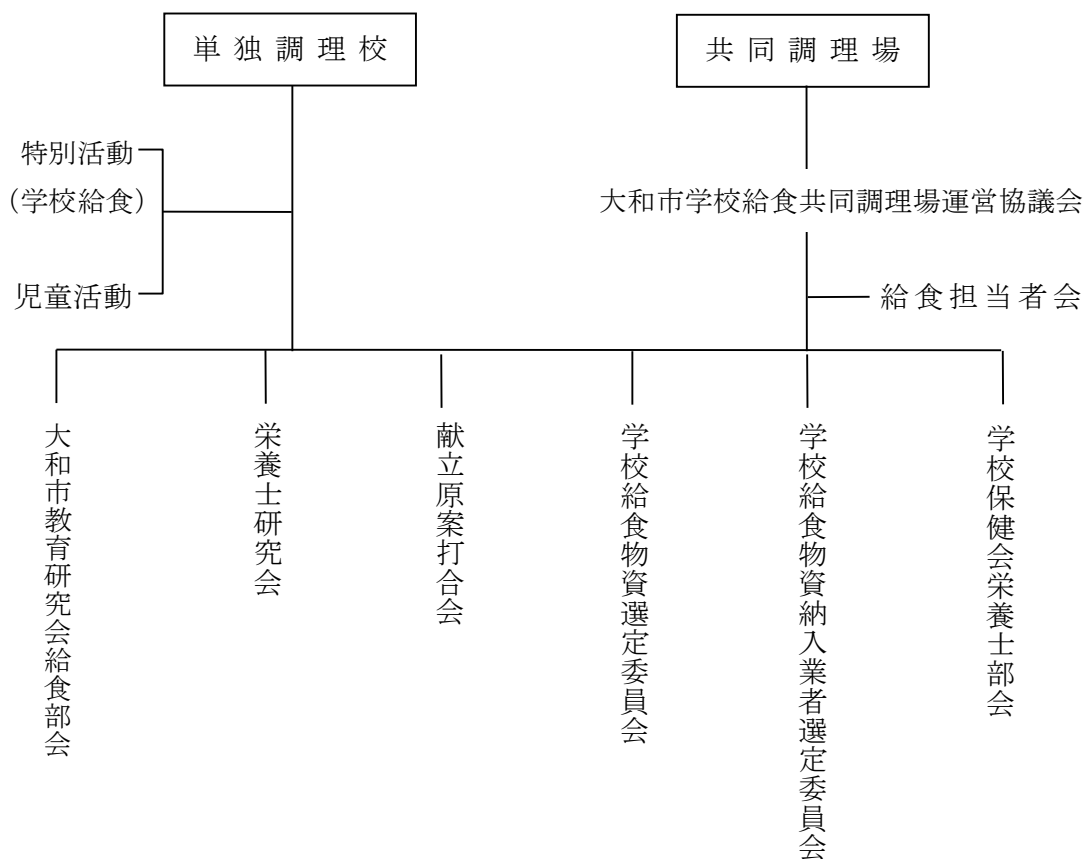 単独調理校
共同調理場
特別活動
(学校給食)
児童活動
大和市学校給食共同調理場運営協議会
給食担当者会
大和市教育研究会給食部会
栄養士研究会
献立原案打合会
学校給食物資選定委員会
学校給食物資納入業者選定委員会
学校保健会栄養士部会